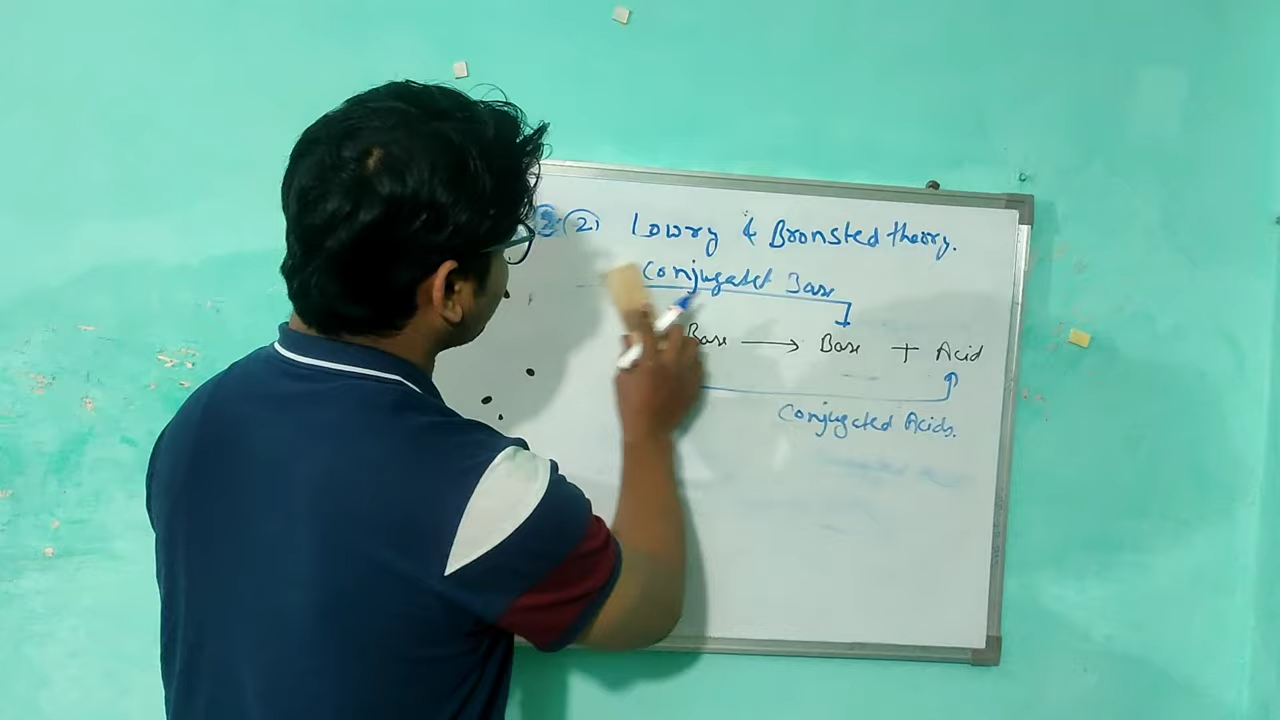 (2) Lowry & Bronsted theory.
Conjugated Base
Base → Base + Acid
Conjugated Acids.